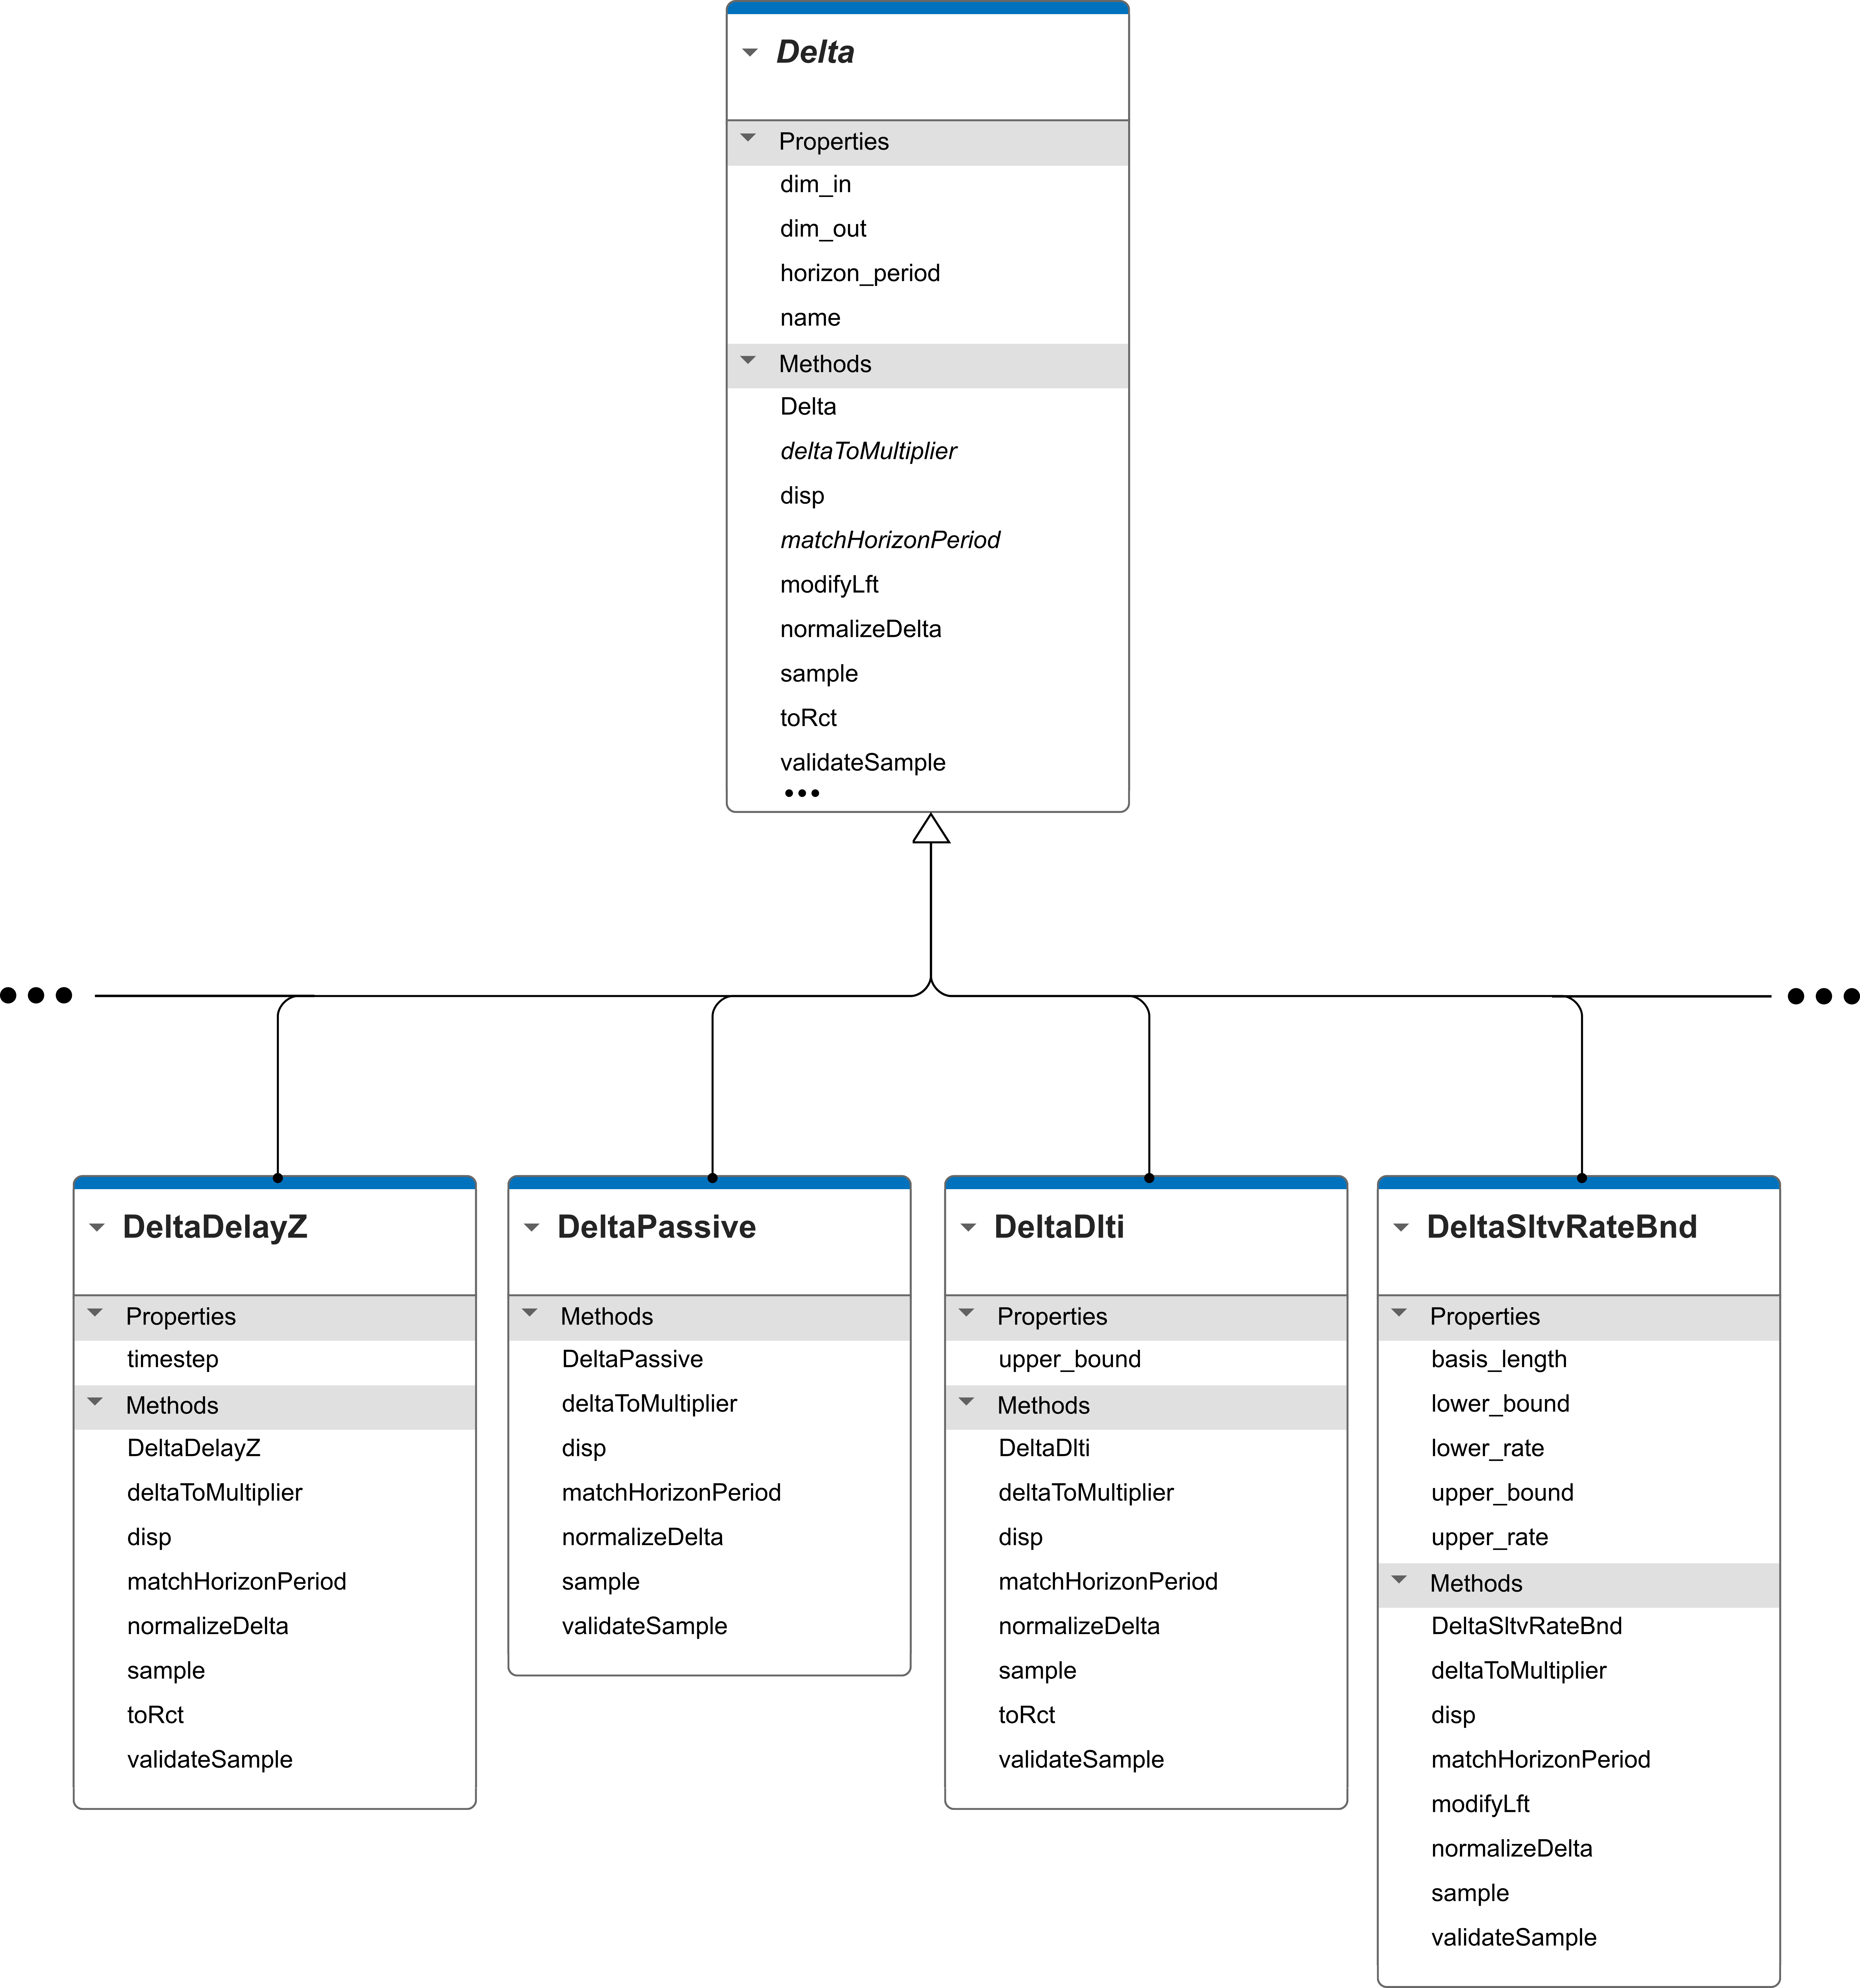 Delta
Properties
dim_in
dim_out
horizon_period
name
Methods
Delta
deltaToMultiplier
disp
matchHorizonPeriod
modifyLft
normalizeDelta
sample
toRct
validateSample
•••
•••
•••
DeltaDelayZ
Properties
timestep
Methods
DeltaDelayZ
deltaToMultiplier
disp
matchHorizonPeriod
normalizeDelta
sample
toRct
validateSample
DeltaPassive
Methods
DeltaPassive
deltaToMultiplier
disp
matchHorizonPeriod
normalizeDelta
sample
validateSample
DeltaDlti
Properties
upper_bound
Methods
DeltaDlti
deltaToMultiplier
disp
matchHorizonPeriod
normalizeDelta
sample
toRct
validateSample
DeltaSltvRateBnd
Properties
basis_length
lower_bound
lower_rate
upper_bound
upper_rate
Methods
DeltaSltvRateBnd
deltaToMultiplier
disp
matchHorizonPeriod
modifyLft
normalizeDelta
sample
validateSample